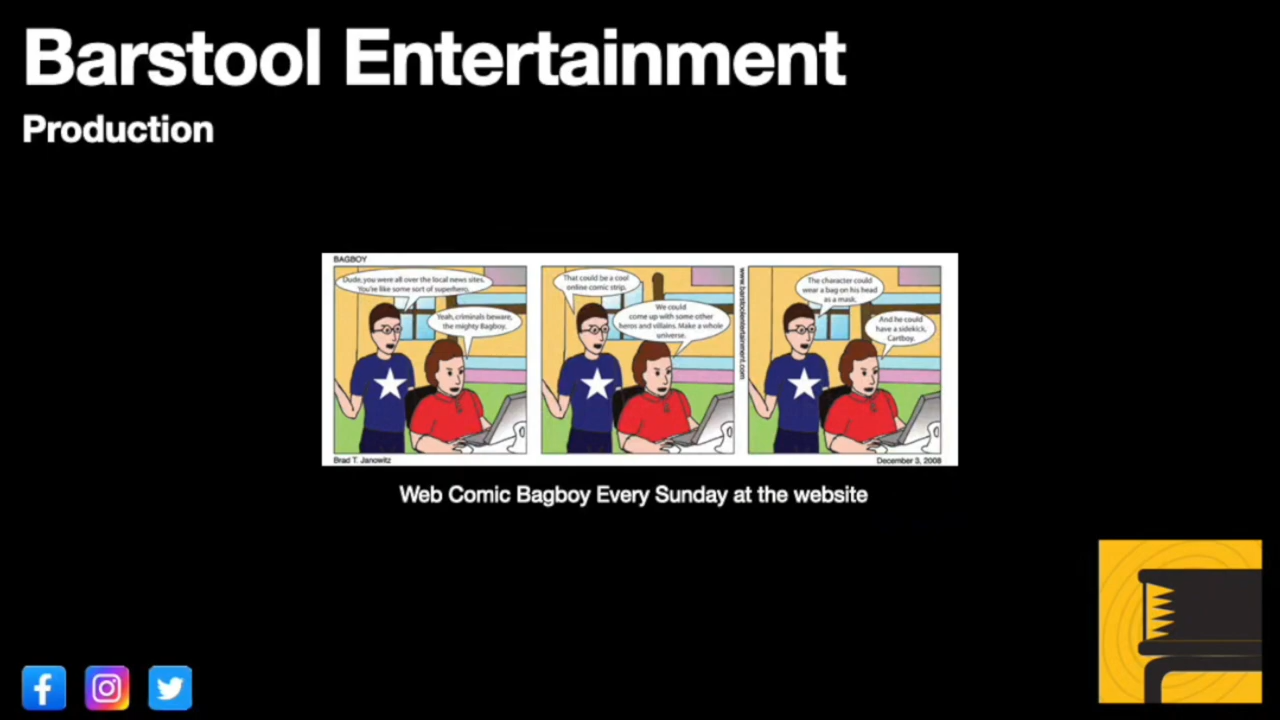 Barstool Entertainment
Production
BAGBOY
Dude, you were all over the local news sites.
You're like some sort of superhero.
Yeah, criminals beware,
the mighty Bagboy.
That could be a cool
online comic strip.
We could
come up with some other
heros and villains. Make a whole
universe.
www.barstoolentertainment.com
The character could
wear a bag on his head
as a mask.
And he could
have a sidekick,
Cartboy.
Brad T. Janowitz
December 3, 2008
Web Comic Bagboy Every Sunday at the website